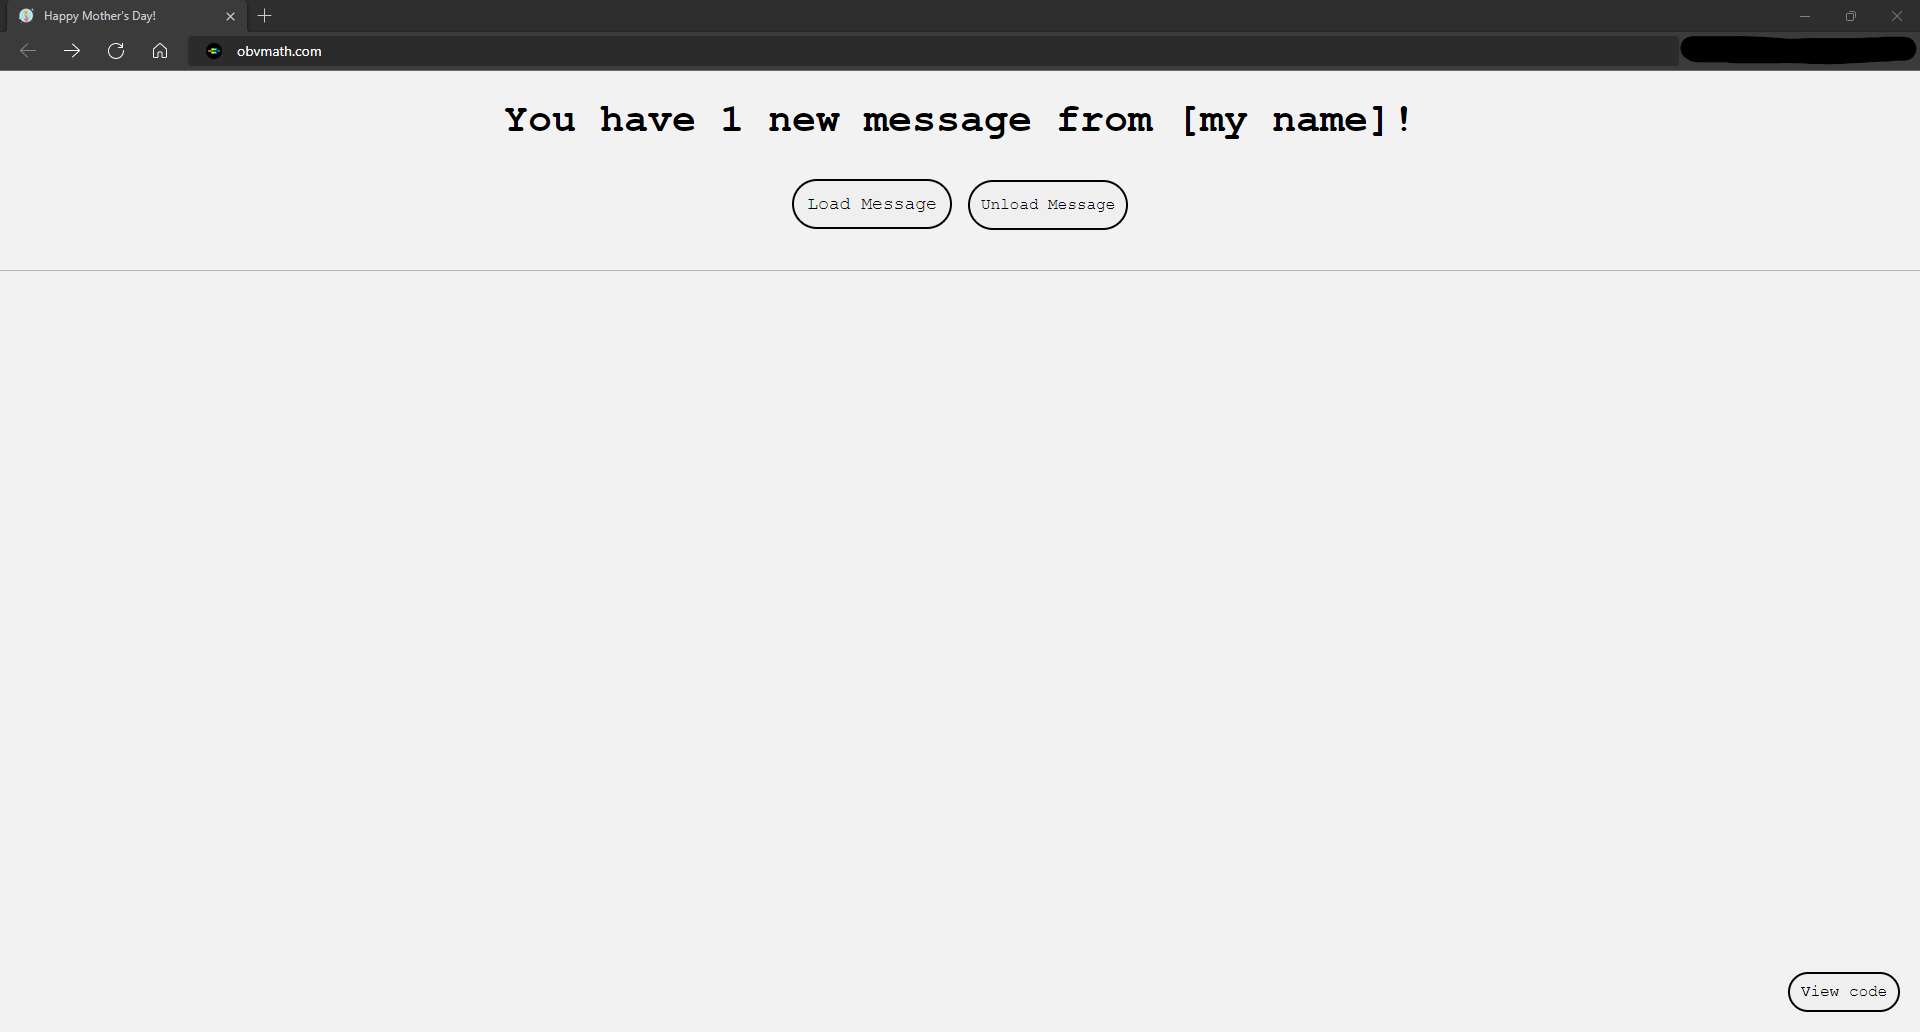 Happy Mother's Day!
obvmath.com
You have 1 new message from [my name]!
Load Message
Unload Message
View code